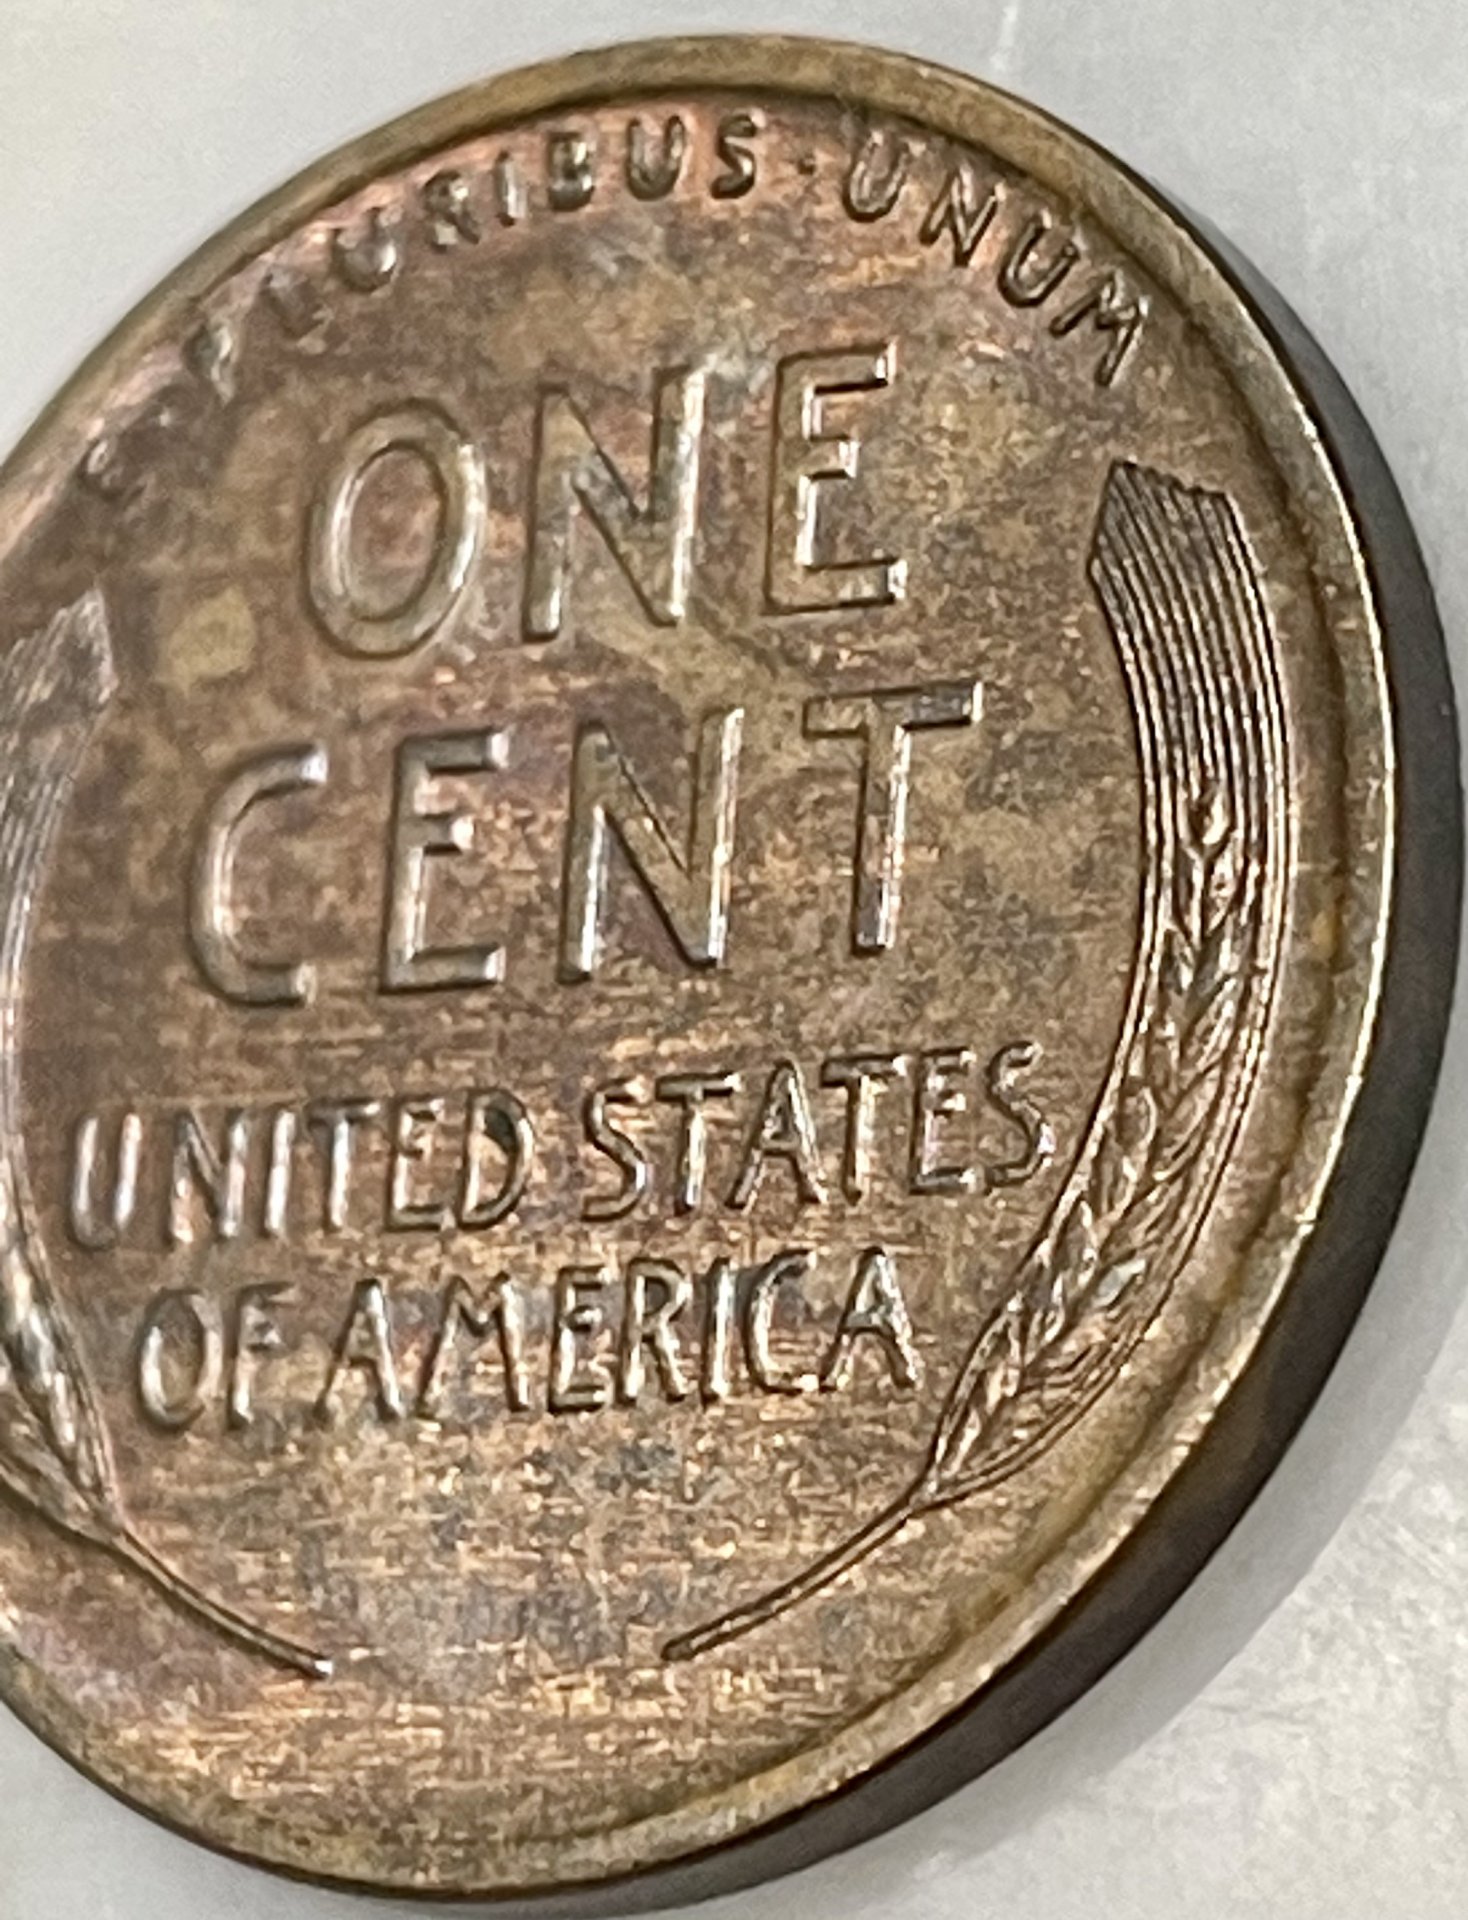 E · PLURIBUS · UNUM
ONE
CENT
UNITED STATES
OF AMERICA